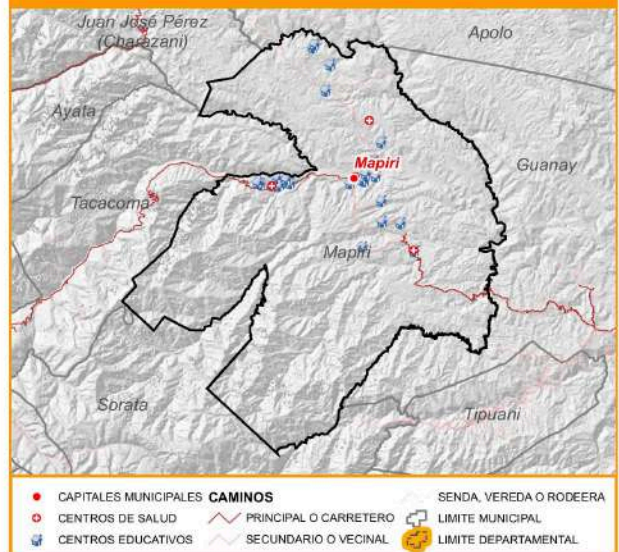 Juan José Pérez
(Charazani)
Apolo
Ayata
Mapiri
Guanay
Tacacoma
Mapiri
Sorata
Tipuani
CAPITALES MUNICIPALES CAMINOS SENDA, VEREDA O RODEERA
CENTROS DE SALUD PRINCIPAL O CARRETERO LIMITE MUNICIPAL
CENTROS EDUCATIVOS SECUNDARIO O VECINAL LIMITE DEPARTAMENTAL